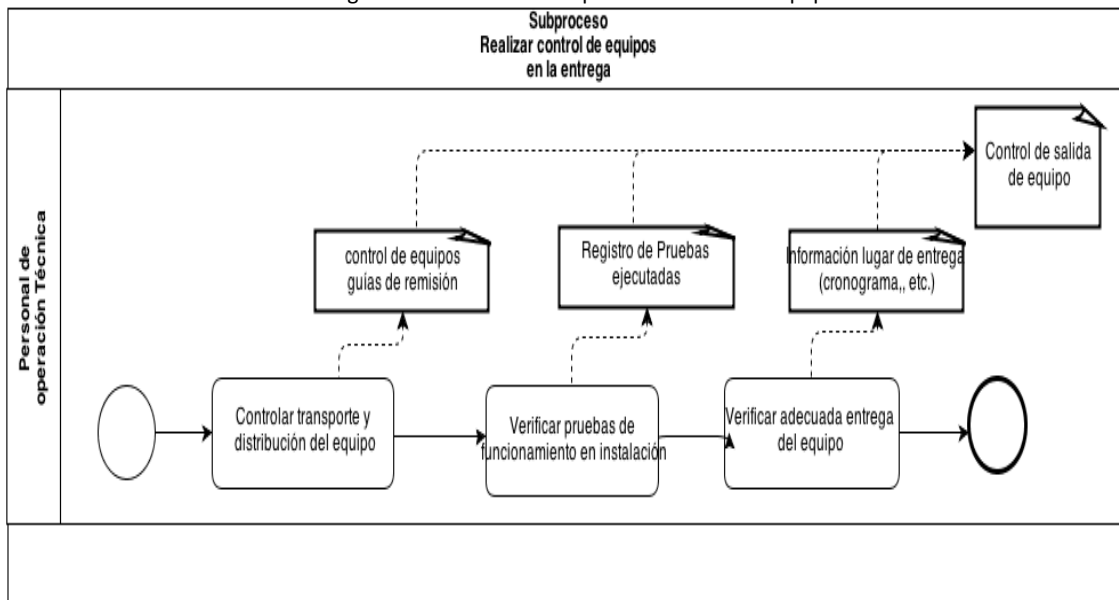 Subproceso
Realizar control de equipos
en la entrega
Personal de
operación Técnica
Control de salida
de equipo
control de equipos
guías de remisión
Registro de Pruebas
ejecutadas
Información lugar de entrega
(cronograma,, etc.)
Controlar transporte y
distribución del equipo
Verificar pruebas de
funcionamiento en instalación
Verificar adecuada entrega
del equipo